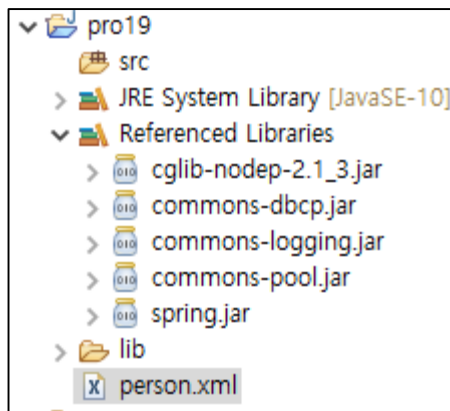 pro19
src
JRE System Library [JavaSE-10]
Referenced Libraries
cglib-nodep-2.1_3.jar
commons-dbcp.jar
commons-logging.jar
commons-pool.jar
spring.jar
lib
person.xml